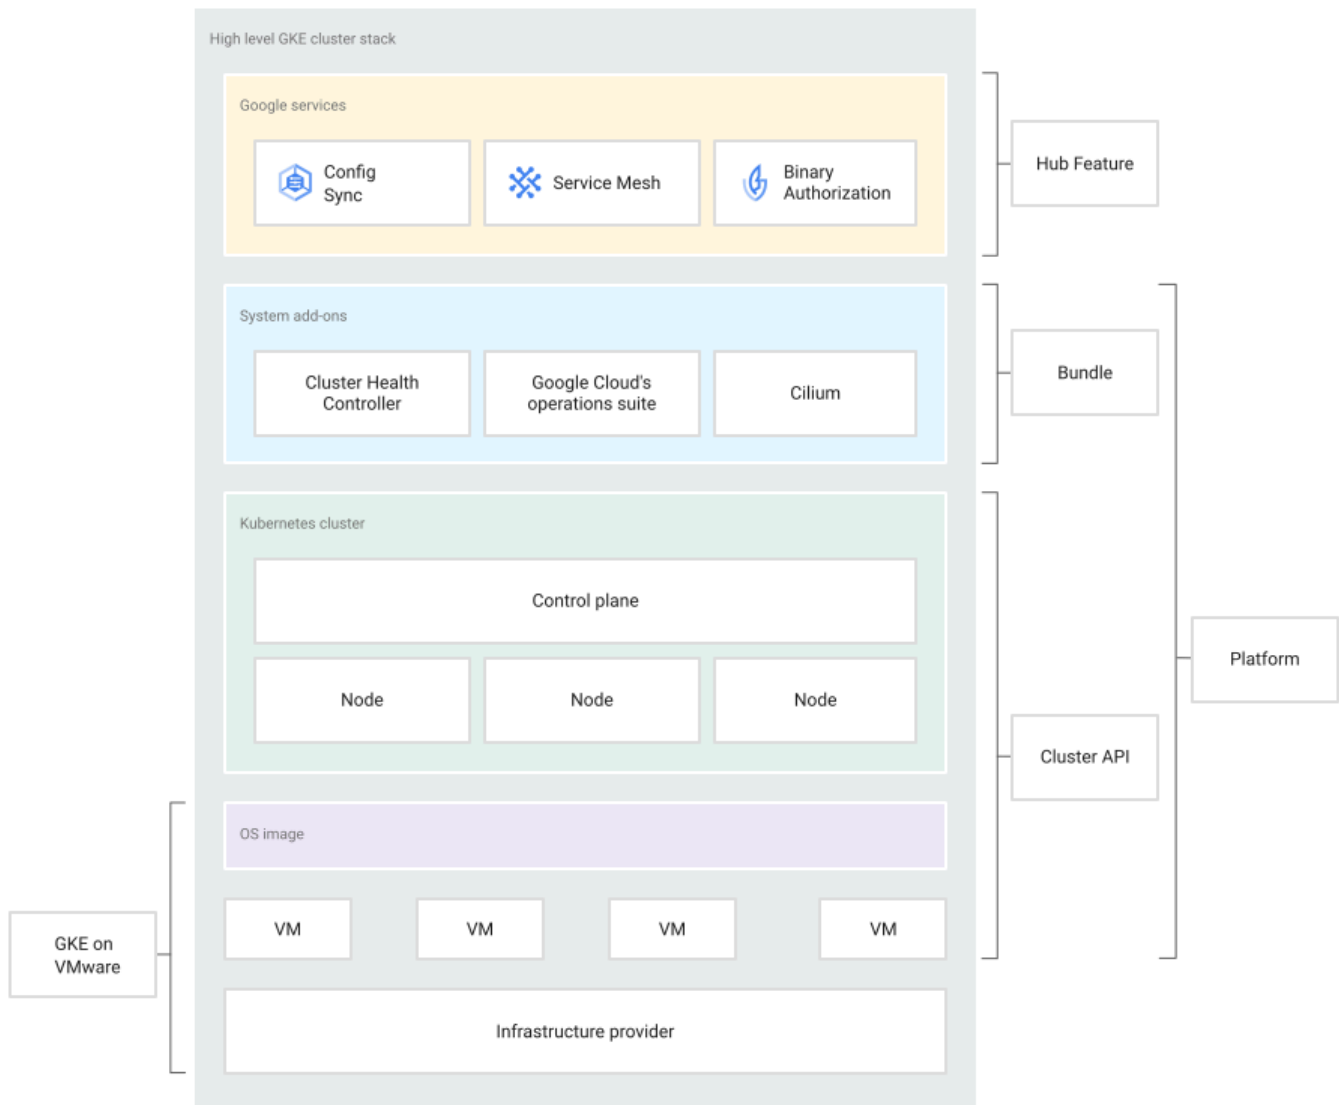 High level GKE cluster stack
Google services
Config
Sync
Service Mesh
Binary
Authorization
Hub Feature
System add-ons
Cluster Health
Controller
Google Cloud's
operations suite
Cilium
Bundle
Kubernetes cluster
Control plane
Node
Node
Node
Platform
Cluster API
OS image
VM
VM
VM
VM
GKE on
VMware
Infrastructure provider